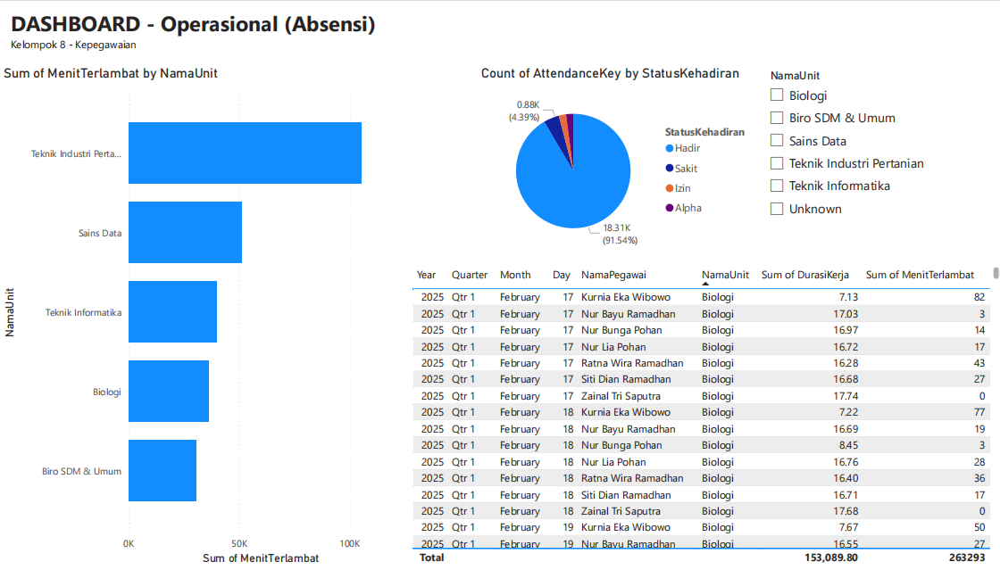 DASHBOARD - Operasional (Absensi)
Kelompok 8 - Kepegawaian
Sum of MenitTerlambat by NamaUnit
NamaUnit
Teknik Industri Perta...
Sains Data
Teknik Informatika
Biologi
Biro SDM & Umum
0K 50K 100K
Sum of MenitTerlambat
Count of AttendanceKey by StatusKehadiran
0.88K
(4.39%)
18.31K
(91.54%)
StatusKehadiran
Hadir
Sakit
Izin
Alpha
NamaUnit
Biologi
Biro SDM & Umum
Sains Data
Teknik Industri Pertanian
Teknik Informatika
Unknown
Year Quarter Month Day NamaPegawai NamaUnit Sum of DurasiKerja Sum of MenitTerlambat
2025 Qtr 1 February 17 Kurnia Eka Wibowo Biologi 7.13 82
2025 Qtr 1 February 17 Nur Bayu Ramadhan Biologi 17.03 3
2025 Qtr 1 February 17 Nur Bunga Pohan Biologi 16.97 14
2025 Qtr 1 February 17 Nur Lia Pohan Biologi 16.72 17
2025 Qtr 1 February 17 Ratna Wira Ramadhan Biologi 16.28 43
2025 Qtr 1 February 17 Siti Dian Ramadhan Biologi 16.68 27
2025 Qtr 1 February 17 Zainal Tri Saputra Biologi 17.74 0
2025 Qtr 1 February 18 Kurnia Eka Wibowo Biologi 7.22 77
2025 Qtr 1 February 18 Nur Bayu Ramadhan Biologi 16.69 19
2025 Qtr 1 February 18 Nur Bunga Pohan Biologi 8.45 3
2025 Qtr 1 February 18 Nur Lia Pohan Biologi 16.76 28
2025 Qtr 1 February 18 Ratna Wira Ramadhan Biologi 16.40 36
2025 Qtr 1 February 18 Siti Dian Ramadhan Biologi 16.71 17
2025 Qtr 1 February 18 Zainal Tri Saputra Biologi 17.68 0
2025 Qtr 1 February 19 Kurnia Eka Wibowo Biologi 7.67 50
2025 Qtr 1 February 19 Nur Bayu Ramadhan Biologi 16.55 27
Total 153,089.80 263293